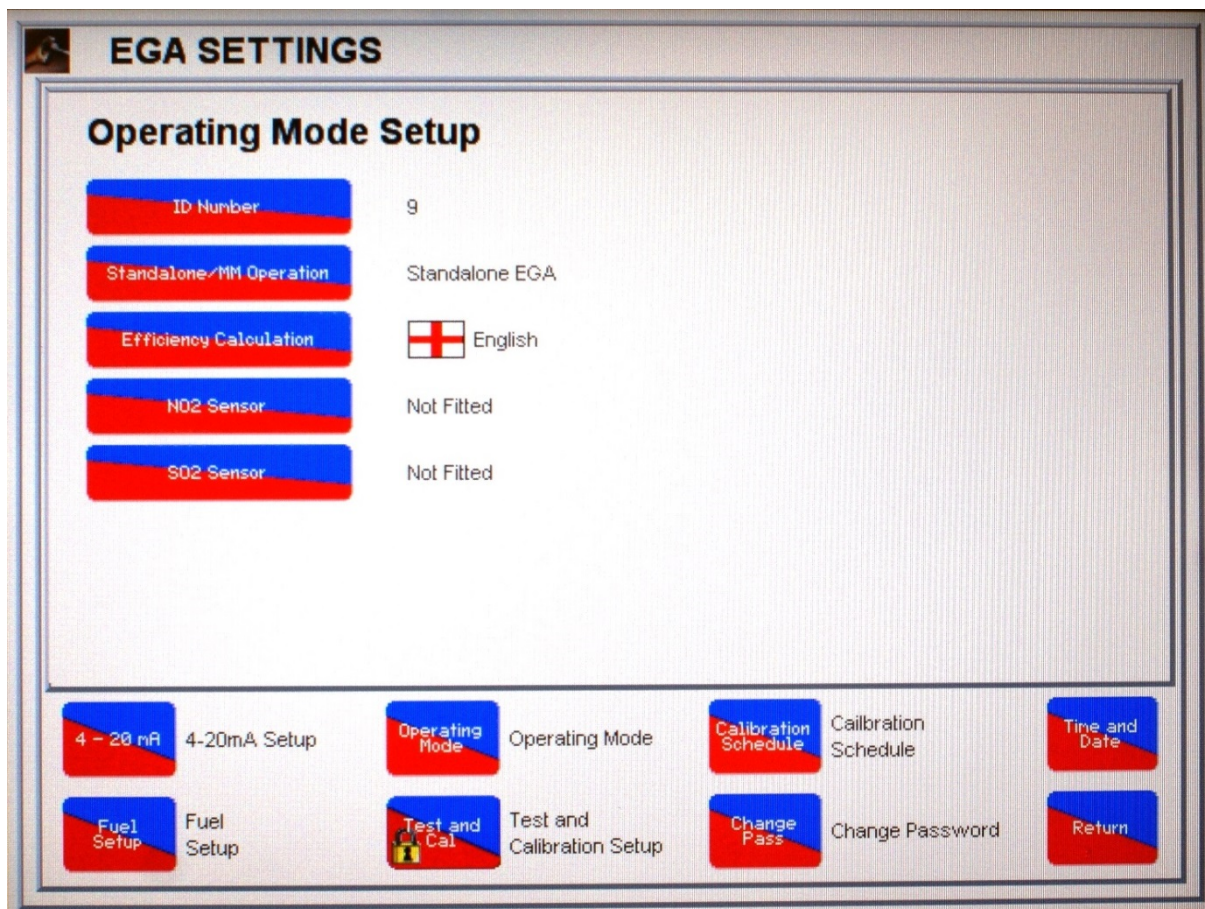 EGA SETTINGS
Operating Mode Setup
ID Number
9
Standalone/MM Operation
Standalone EGA
Efficiency Calculation
English
NO2 Sensor
Not Fitted
SO2 Sensor
Not Fitted
4 - 20 mA
4-20mA Setup
Operating
Mode
Operating Mode
Calibration
Schedule
Cailbration
Schedule
Time and
Date
Fuel
Setup
Fuel
Setup
Test and
Cal
Test and
Calibration Setup
Change
Pass
Change Password
Return